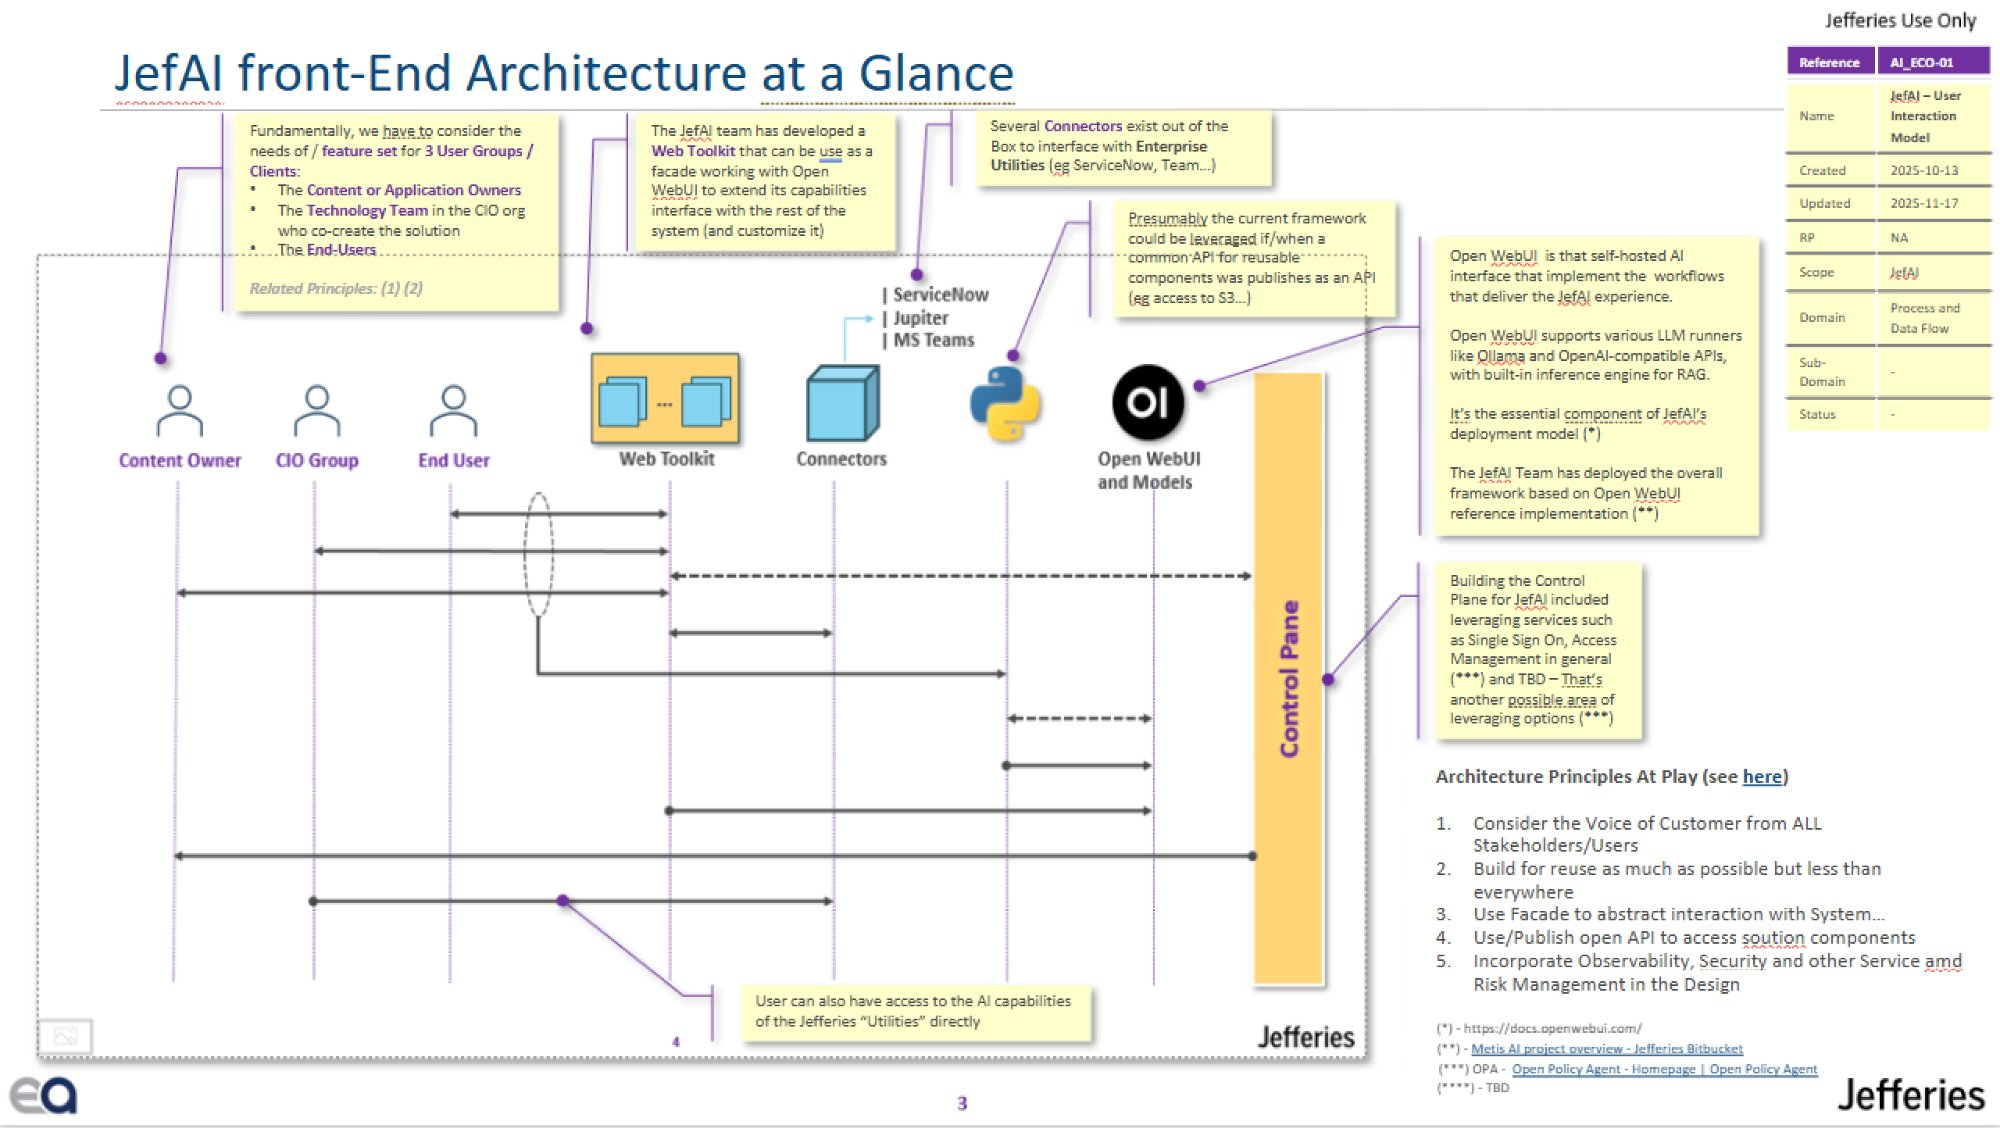 Jefferies Use Only
JefAI front-End Architecture at a Glance
Reference AI_ECO-01
Name JefAI – User
Interaction
Model
Created 2025-10-13
Updated 2025-11-17
RP NA
Scope JefAI
Domain Process and
Data Flow
Sub-
Domain -
Status -
Fundamentally, we have to consider the
needs of / feature set for 3 User Groups /
Clients:
• The Content or Application Owners
• The Technology Team in the CIO org
who co-create the solution
• The End-Users
Related Principles: (1) (2)
The JefAI team has developed a
Web Toolkit that can be use as a
facade working with Open
WebUI to extend its capabilities
interface with the rest of the
system (and customize it)
Several Connectors exist out of the
Box to interface with Enterprise
Utilities (eg ServiceNow, Team...)
Presumably the current framework
could be leveraged if/when a
common API for reusable
components was publishes as an API
(eg access to S3...)
Open WebUI is that self-hosted AI
interface that implement the workflows
that deliver the JefAI experience.
Open WebUI supports various LLM runners
like Ollama and OpenAI-compatible APIs,
with built-in inference engine for RAG.
It's the essential component of JefAI's
deployment model (*)
The JefAI Team has deployed the overall
framework based on Open WebUI
reference implementation (**)
| ServiceNow
| Jupiter
| MS Teams
...
OI
Content Owner
CIO Group
End User
Web Toolkit
Connectors
Open WebUI
and Models
Control Pane
Building the Control
Plane for JefAI included
leveraging services such
as Single Sign On, Access
Management in general
(***) and TBD – That's
another possible area of
leveraging options (***)
Architecture Principles At Play (see here)
1. Consider the Voice of Customer from ALL
Stakeholders/Users
2. Build for reuse as much as possible but less than
everywhere
3. Use Facade to abstract interaction with System...
4. Use/Publish open API to access soution components
5. Incorporate Observability, Security and other Service amd
Risk Management in the Design
User can also have access to the AI capabilities
of the Jefferies “Utilities” directly
4
Jefferies
(*) - https://docs.openwebui.com/
(**) - Metis AI project overview - Jefferies Bitbucket
(***) OPA - Open Policy Agent - Homepage | Open Policy Agent
(****) - TBD
ea
3
Jefferies